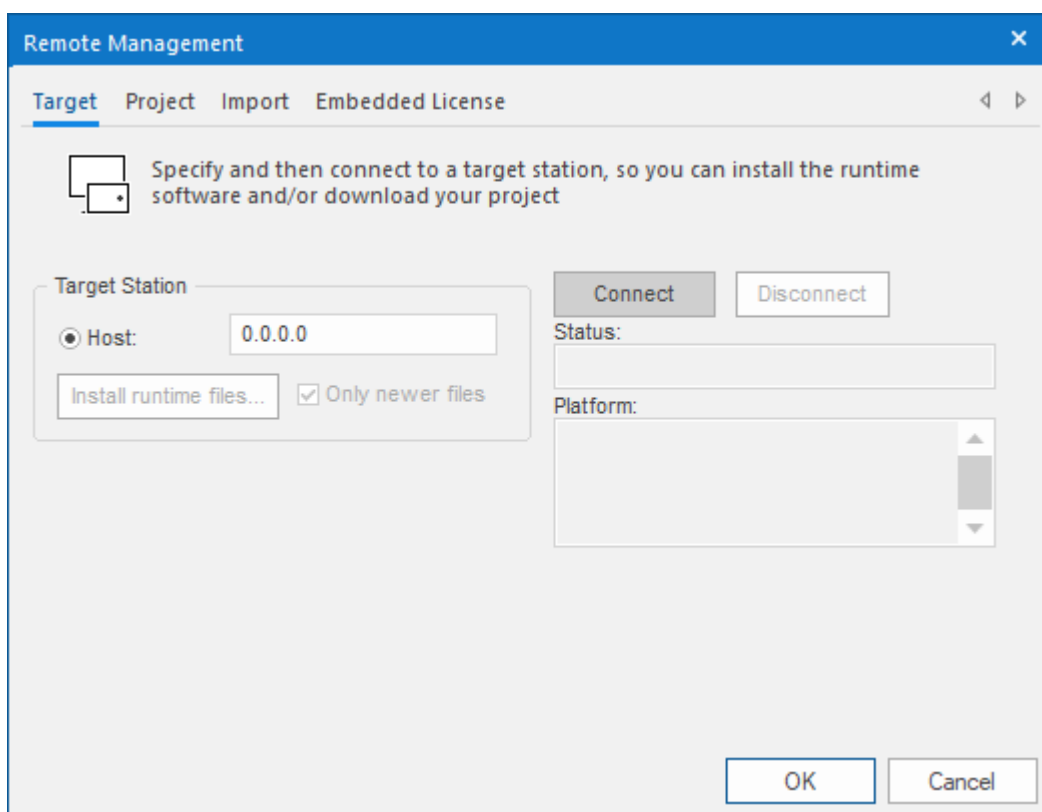 Remote Management
Target Project Import Embedded License
Specify and then connect to a target station, so you can install the runtime
software and/or download your project
Target Station
Host: 0.0.0.0
Install runtime files... Only newer files
Connect Disconnect
Status:
Platform:
OK Cancel